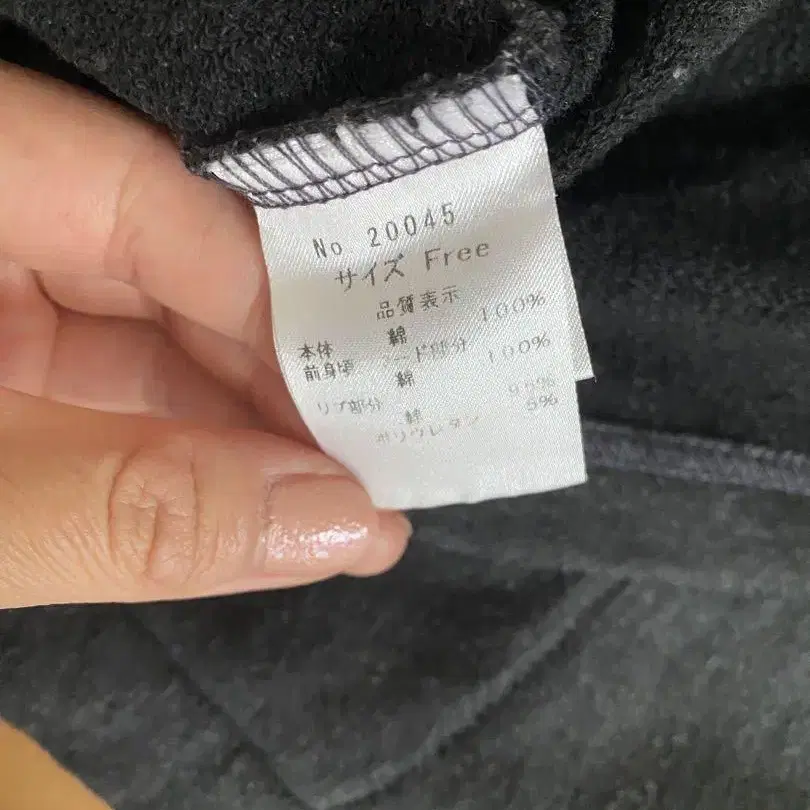 No 20045
サイズ Free
品質表示
本体 綿 100%
前身頃 フード部分
綿 100%
リブ部分
綿 95%
ポリウレタン 5%